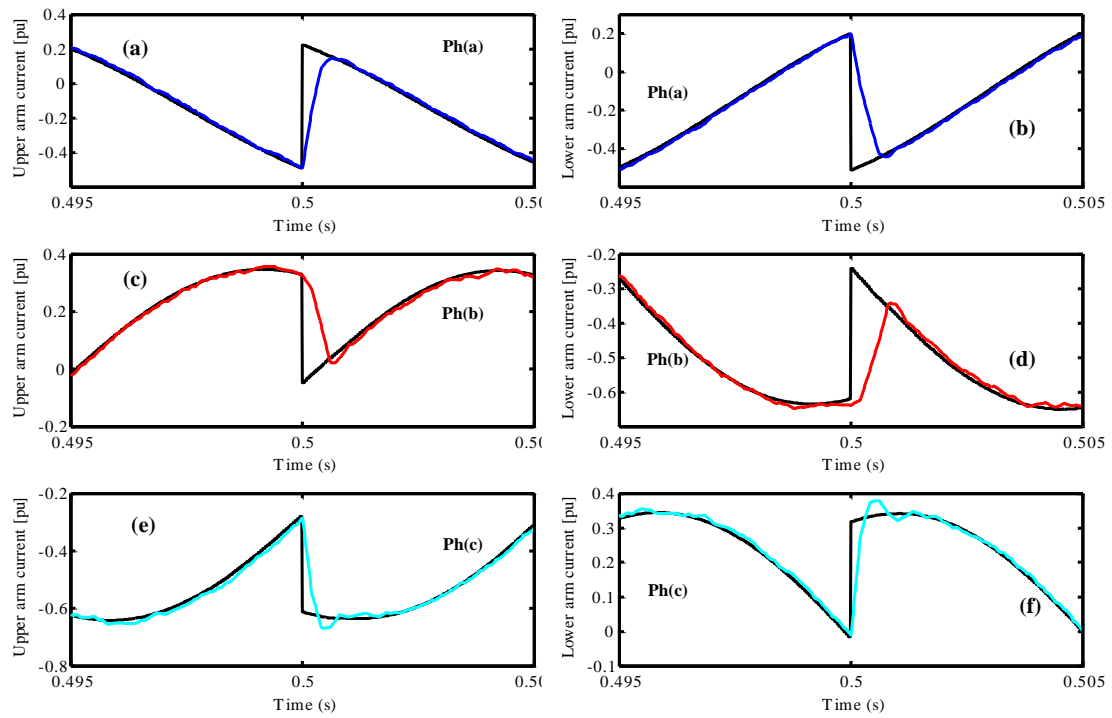 Upper arm current [pu]
0.4
0.2
0
-0.2
-0.4
(a)
Ph(a)
0.495
0.5
0.50
Time (s)
Lower arm current [pu]
0.2
0
-0.2
-0.4
Ph(a)
(b)
0.495
0.5
0.505
Time (s)
Upper arm current [pu]
0.4
0.2
0
-0.2
(c)
Ph(b)
0.495
0.5
0.50
Time (s)
Lower arm current [pu]
-0.2
-0.3
-0.4
-0.5
-0.6
Ph(b)
(d)
0.495
0.5
0.505
Time (s)
Upper arm current [pu]
-0.2
-0.4
-0.6
-0.8
(e)
Ph(c)
0.495
0.5
0.50
Time (s)
Lower arm current [pu]
0.4
0.3
0.2
0.1
0
-0.1
Ph(c)
(f)
0.495
0.5
0.505
Time (s)